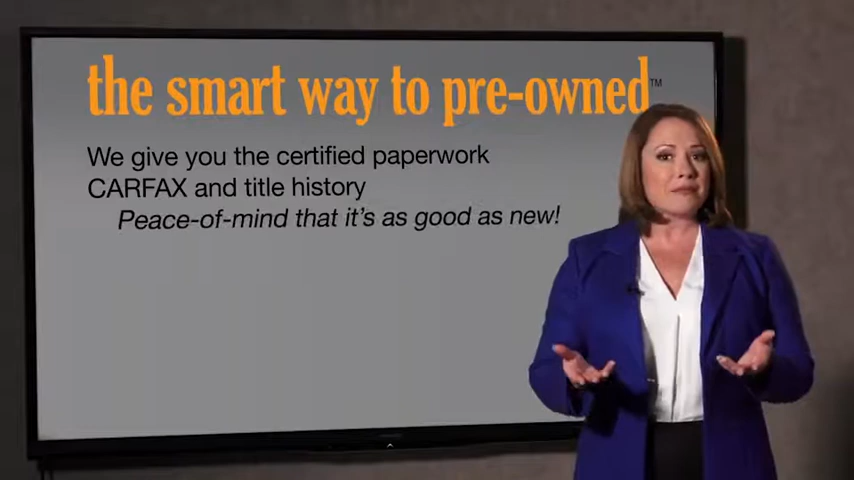 the smart way to pre-owned™
We give you the certified paperwork
CARFAX and title history
Peace-of-mind that it's as good as new!